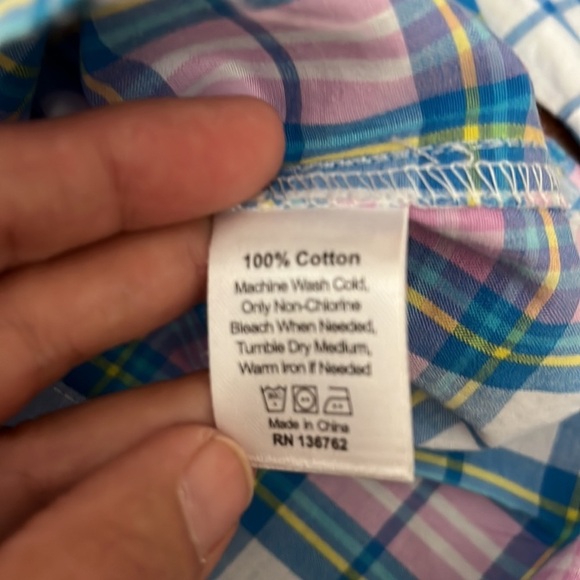 100% Cotton
Machine Wash Cold,
Only Non-Chlorine
Bleach When Needed,
Tumble Dry Medium,
Warm Iron if Needed
Made in China
RN 136762